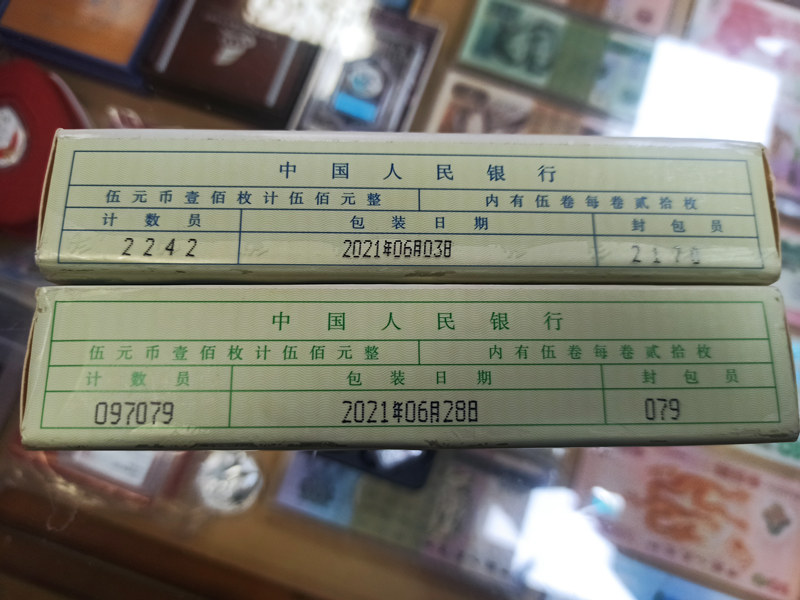 中国人民银行
伍元币壹佰枚计伍佰元整 内有伍卷每卷贰拾枚
计数员 包装日期 封包员
2242 2021年06月03日
中国人民银行
伍元币壹佰枚计伍佰元整 内有伍卷每卷贰拾枚
计数员 包装日期 封包员
097079 2021年06月28日 079